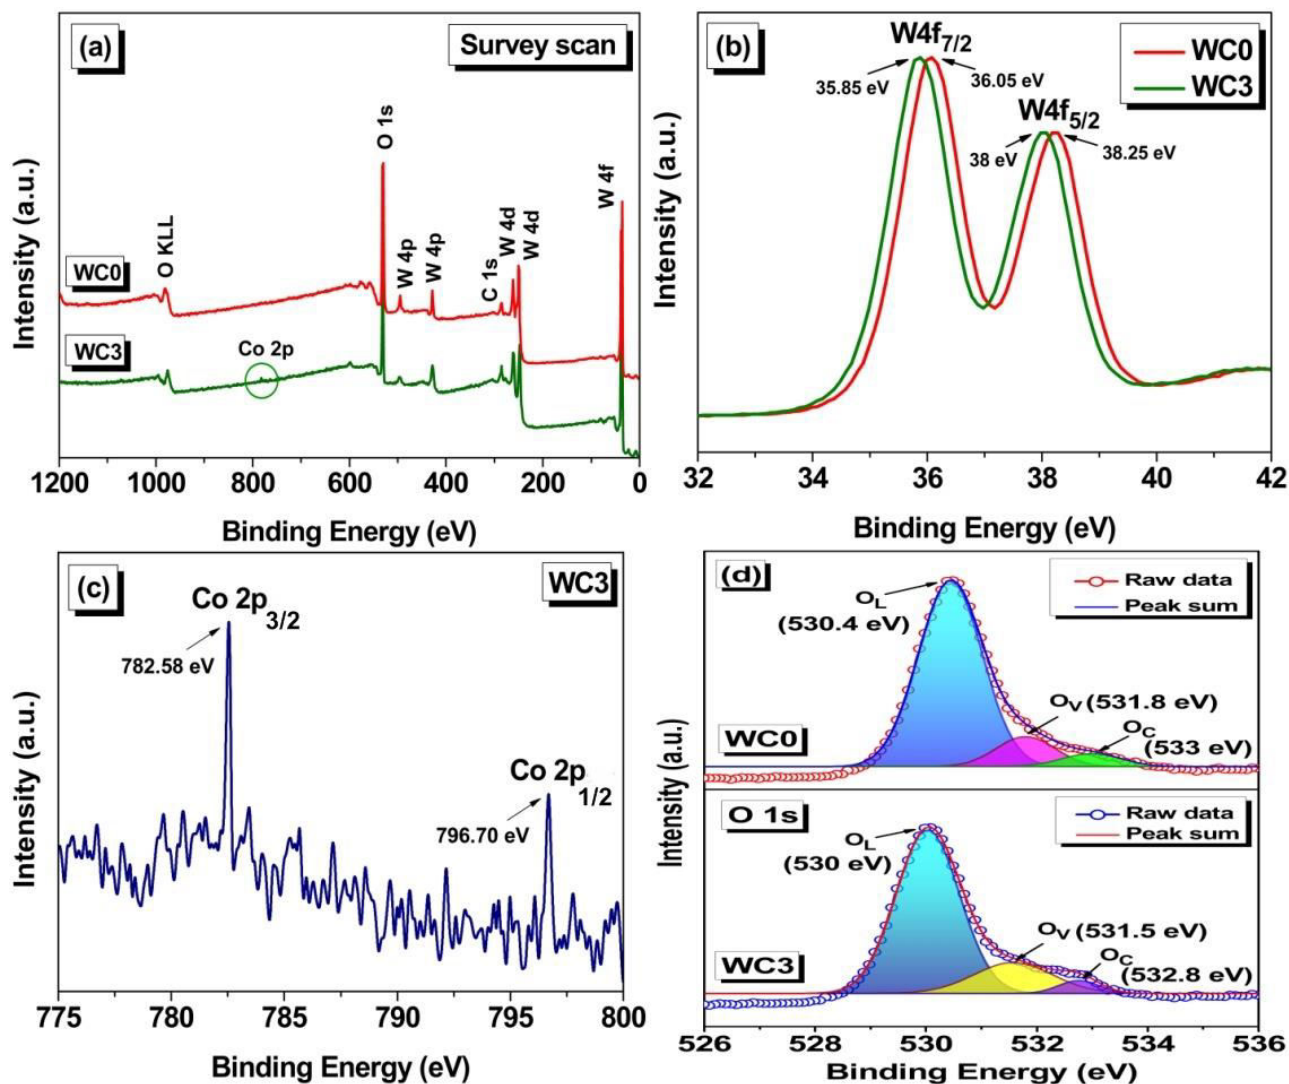 (a)
Survey scan
O KLL
O 1s
W 4p
W 4p
C 1s
W 4d
W 4d
W 4f
WC0
WC3
Co 2p
Intensity (a.u.)
1200 1000 800 600 400 200 0
Binding Energy (eV)
(b)
W4f7/2
WC0
WC3
35.85 eV
36.05 eV
W4f5/2
38 eV
38.25 eV
Intensity (a.u.)
32 34 36 38 40 42
Binding Energy (eV)
(c)
WC3
Co 2p3/2
782.58 eV
Co 2p1/2
796.70 eV
Intensity (a.u.)
775 780 785 790 795 800
Binding Energy (eV)
(d)
Raw data
Peak sum
OL
(530.4 eV)
OV (531.8 eV)
OC
(533 eV)
WC0
O 1s
Raw data
Peak sum
OL
(530 eV)
OV (531.5 eV)
OC
(532.8 eV)
WC3
Intensity (a.u.)
526 528 530 532 534 536
Binding Energy (eV)